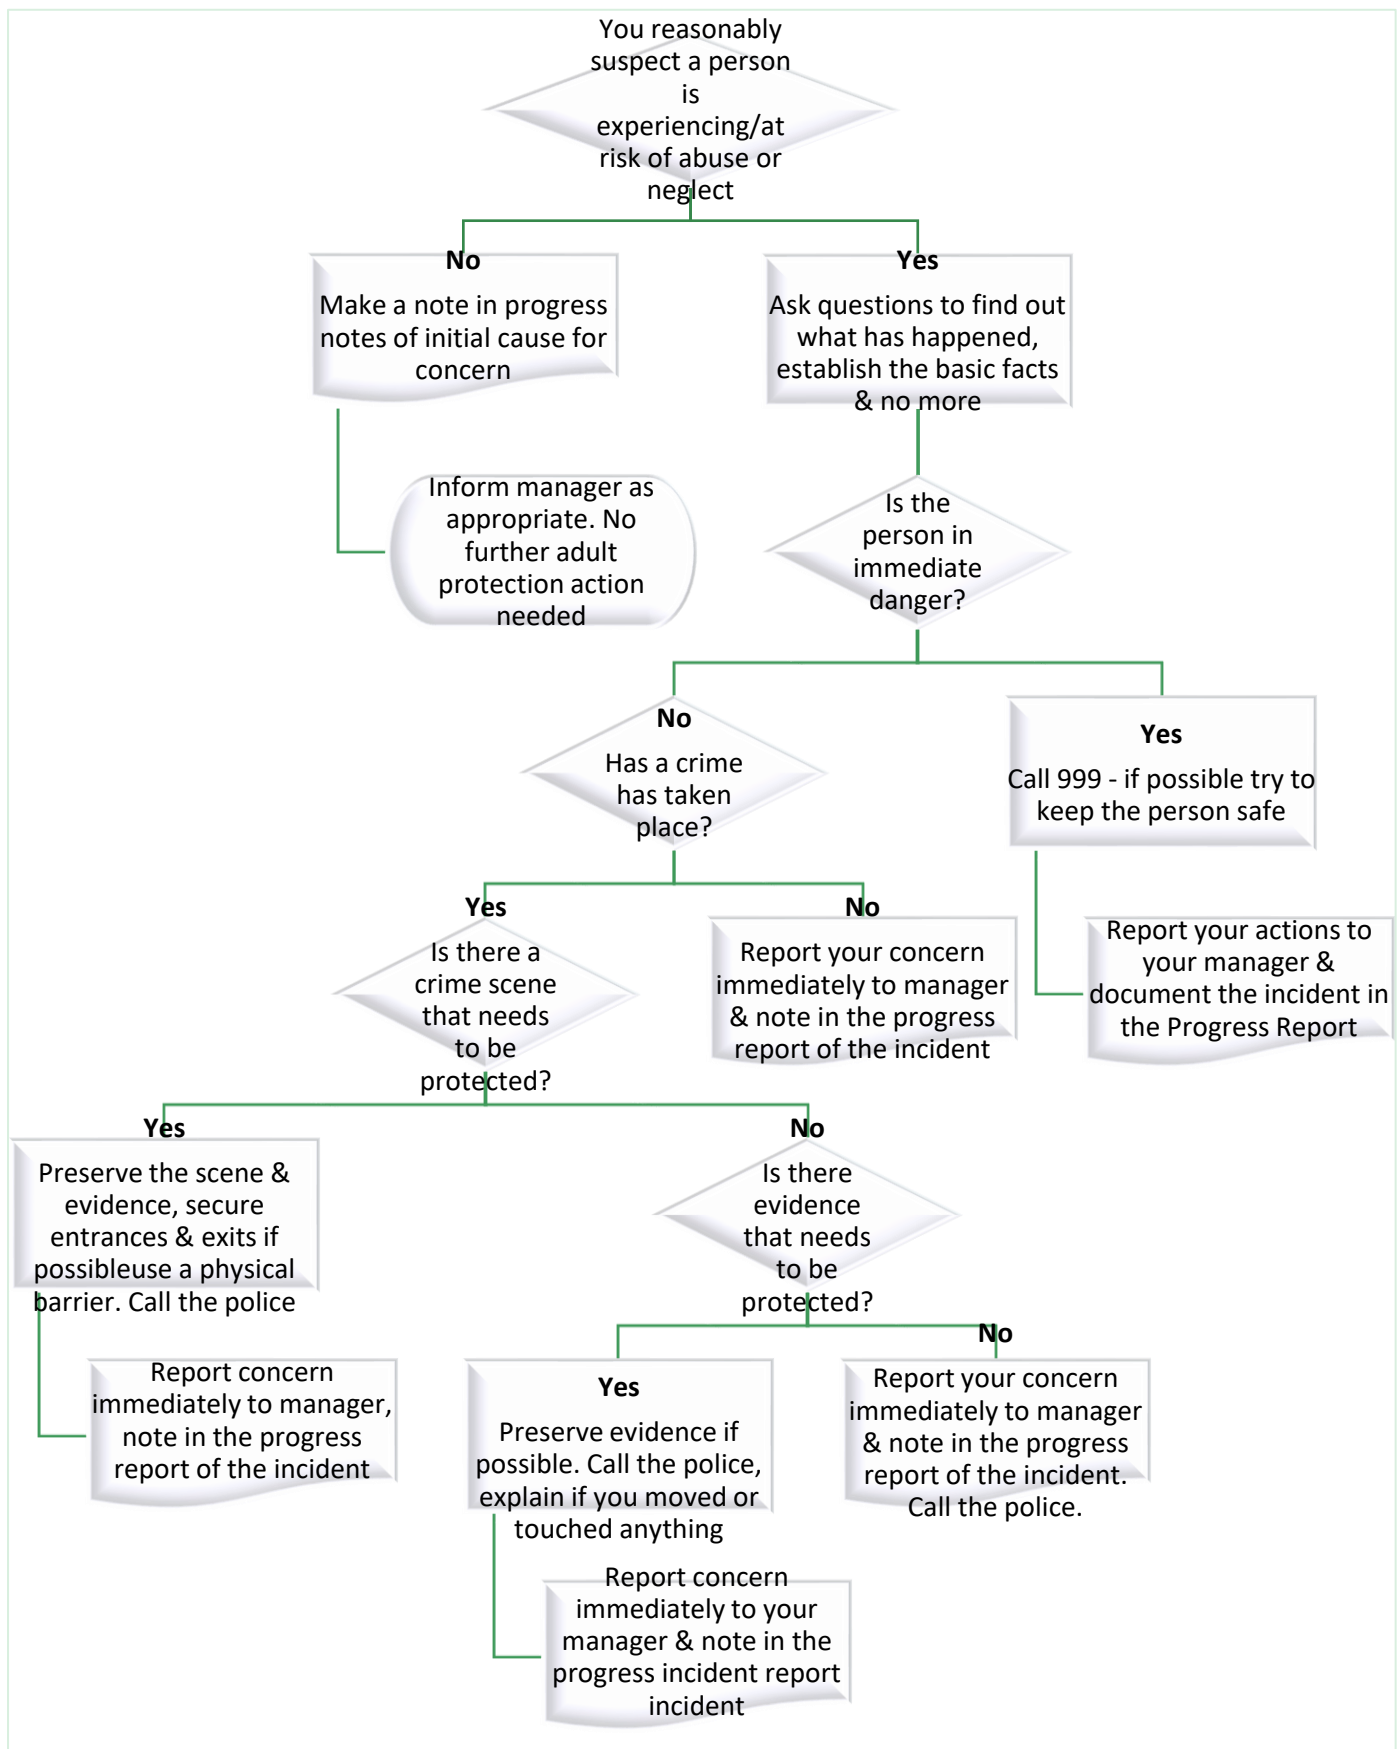 You reasonably
suspect a person
is
experiencing/at
risk of abuse or
neglect
No
Make a note in progress
notes of initial cause for
concern
Yes
Ask questions to find out
what has happened,
establish the basic facts
& no more
Inform manager as
appropriate. No
further adult
protection action
needed
Is the
person in
immediate
danger?
No
Has a crime
has taken
place?
Yes
Call 999 - if possible try to
keep the person safe
Yes
Is there a
crime scene
that needs
to be
protected?
No
Report your concern
immediately to manager
& note in the progress
report of the incident
Report your actions to
your manager &
document the incident in
the Progress Report
Yes
Preserve the scene &
evidence, secure
entrances & exits if
possibleuse a physical
barrier. Call the police
No
Is there
evidence
that needs
to be
protected?
Report concern
immediately to manager,
note in the progress
report of the incident
Yes
Preserve evidence if
possible. Call the police,
explain if you moved or
touched anything
No
Report your concern
immediately to manager
& note in the progress
report of the incident.
Call the police.
Report concern
immediately to your
manager & note in the
progress incident report
incident